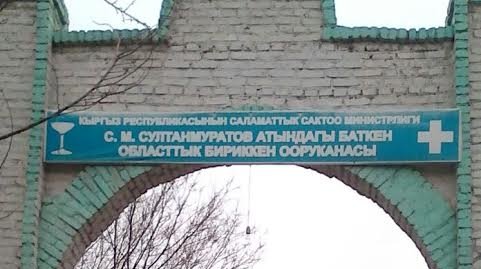 КЫРГЫЗ РЕСПУБЛИКАСЫНЫН САЛАМАТТЫК САКТОО МИНИСТРЛИГИ
С. М. СУЛТАНМУРАТОВ АТЫНДАГЫ БАТКЕН
ОБЛАСТТЫК БИРИККЕН ООРУКАНАСЫ